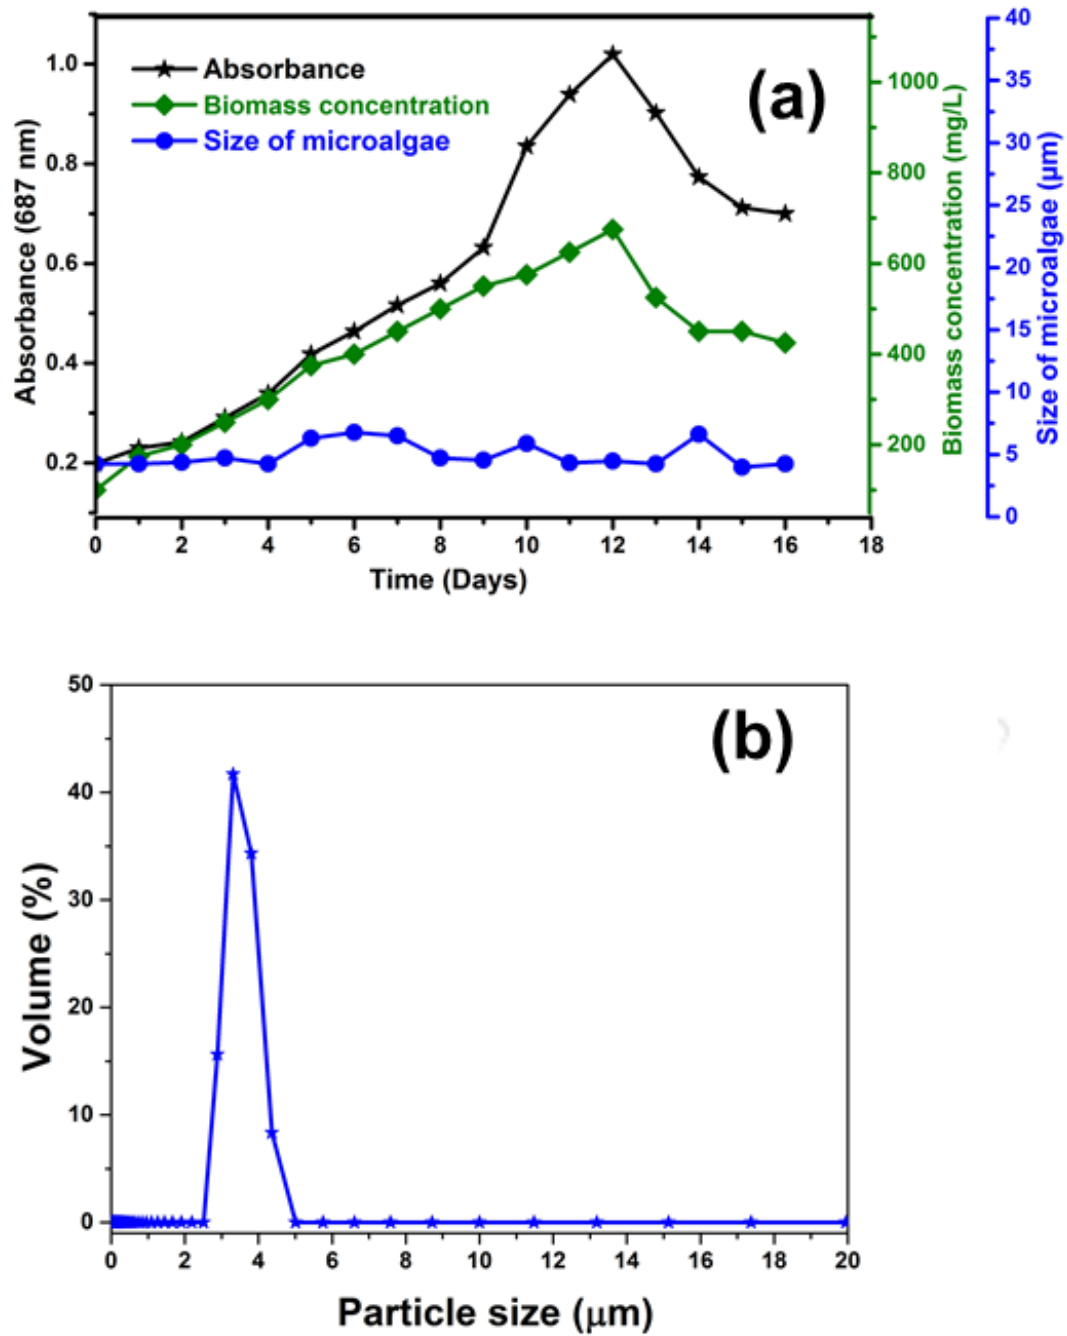 (a)
Absorbance
Biomass concentration
Size of microalgae
Absorbance (687 nm)
1.0
0.8
0.6
0.4
0.2
0 2 4 6 8 10 12 14 16 18
Time (Days)
1000
800
600
400
200
Biomass concentration (mg/L)
40
35
30
25
20
15
10
5
0
Size of microalgae (μm)
(b)
Volume (%)
50
40
30
20
10
0
0 2 4 6 8 10 12 14 16 18 20
Particle size (μm)